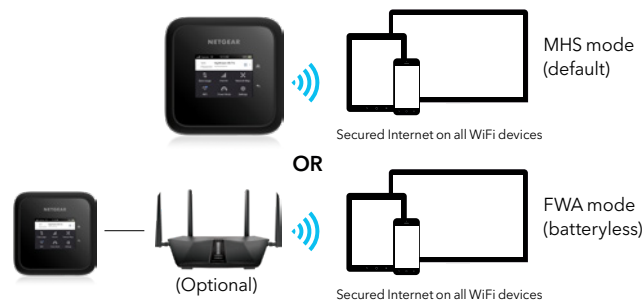 NETGEAR
MHS mode
(default)
Secured Internet on all WiFi devices
OR
NETGEAR
(Optional)
FWA mode
(batteryless)
Secured Internet on all WiFi devices